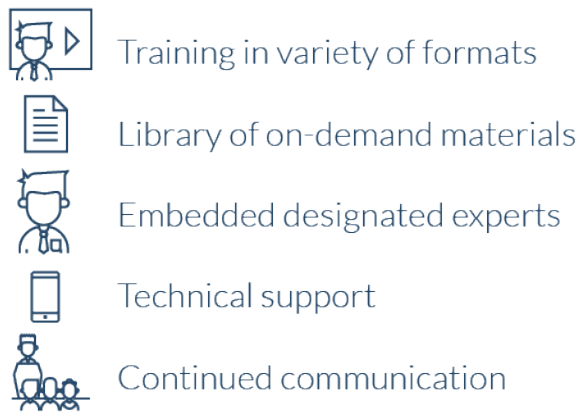 Training in variety of formats
Library of on-demand materials
Embedded designated experts
Technical support
Continued communication